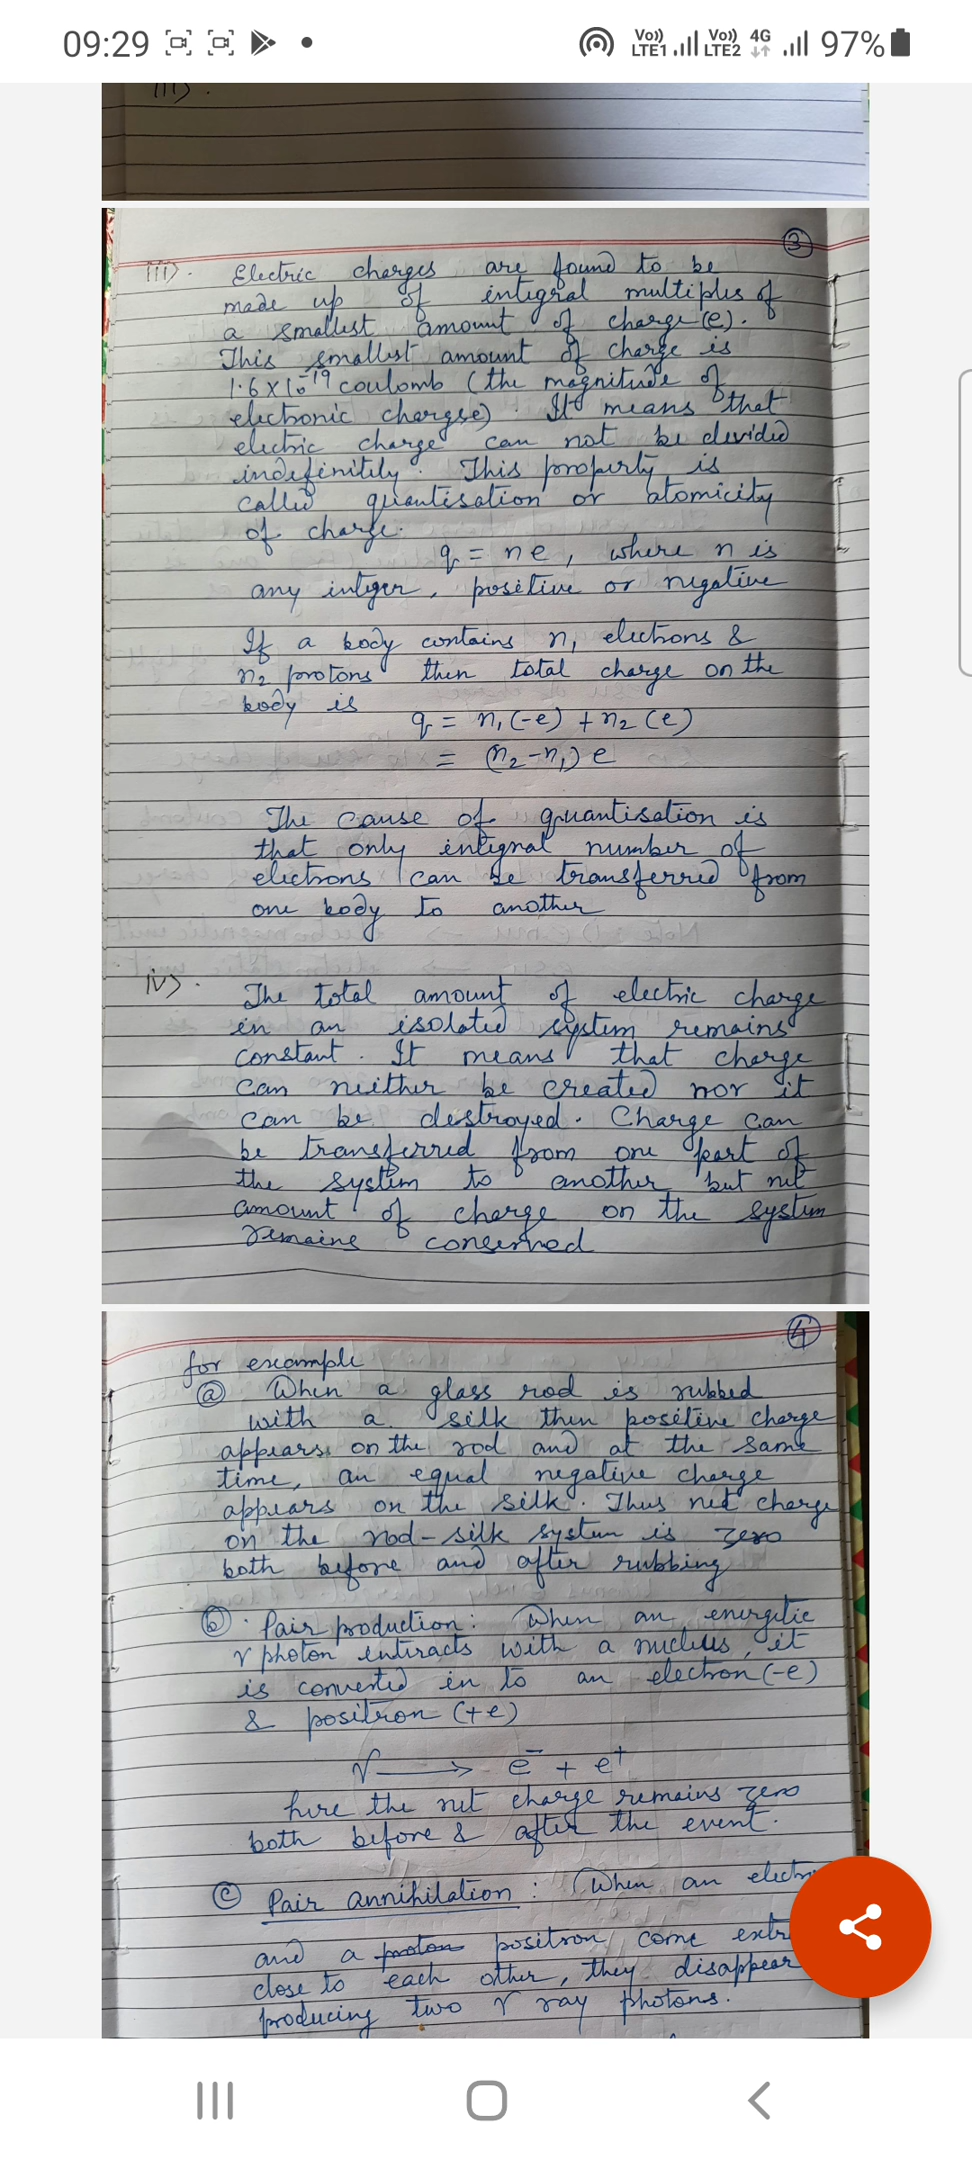 09:29
Vo)) LTE1 Vo)) LTE2 4G 97%
iii).
3
iii). Electric charges are found to be
made up of integral multiples of
a smallest amount of charge (e).
This smallest amount of charge is
1.6 X 10⁻¹⁹ coulomb (the magnitude of
electronic chargse). It means that
electric charge can not be devided
indefinitely. This property is
called quantisation or atomicity
of charge.
q = ne, where n is
any integer, positive or negative
If a body contains n₁ electrons &
n₂ protons then total charge on the
body is
q = n₁(-e) + n₂(e)
= (n₂-n₁) e
The cause of quantisation is
that only integral number of
electrons can be transferred from
one body to another
iv). The total amount of electric charge
in an isolated system remains
constant. It means that charge
can neither be created nor it
can be destroyed. Charge can
be transferred from one part of
the system to another but net
amount of charge on the system
remains conserved
4
for example
(a) When a glass rod is rubbed
with a silk then positive charge
appears on the rod and at the same
time, an equal negative charge
appears on the silk. Thus net charge
on the rod-silk system is zero
both before and after rubbing
(b). Pair production: When an energetic
γ photon interacts with a nucleus, it
is converted in to an electron (-e)
& positron (+e)
γ ⟶ e⁻ + e⁺
here the net charge remains zero
both before & after the event.
(c) Pair annihilation : When an electr
and a proton positron come extr
close to each other, they disappear
producing two γ ray photons.